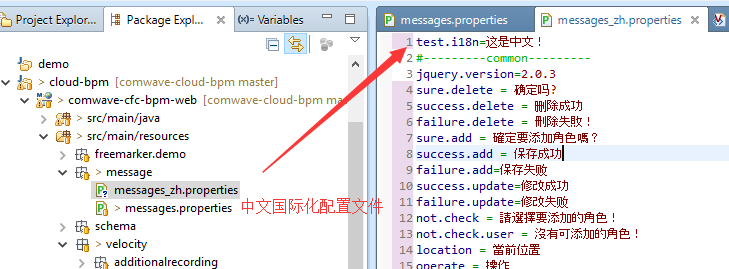 Project Explor...
Package Explor...
Variables
demo
cloud-bpm [comwave-cloud-bpm master]
> comwave-cfc-bpm-web [comwave-cloud-bpm ma
> src/main/java
> src/main/resources
freemarker.demo
> message
messages_zh.properties
> messages.properties
schema
> velocity
additionalrecording
中文国际化配置文件
messages.properties
messages_zh.properties
1 test.i18n=这是中文！
2 #---------common---------
3 jquery.version=2.0.3
4 sure.delete = 确定吗?
5 success.delete = 刪除成功
6 failure.delete = 刪除失敗！
7 sure.add = 確定要添加角色嗎？
8 success.add = 保存成功
9 failure.add=保存失败
10 success.update=修改成功
11 failure.update=修改失败
12 not.check = 請選擇要添加的角色！
13 not.check.user = 沒有可添加的角色！
14 location = 當前位置
15 operate = 操作